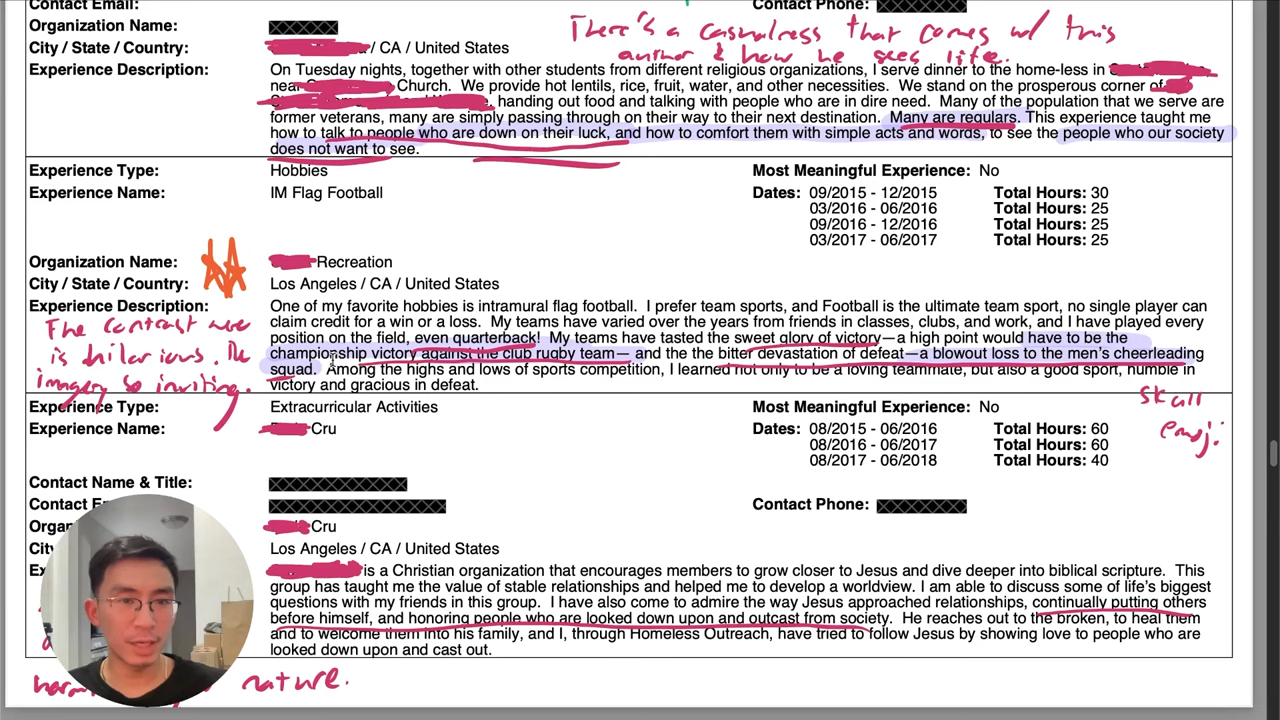 Contact Email: Contact Phone:
There's a casualness that comes w/ this
Organization Name:
author & how he sees life.
City / State / Country: / CA / United States
Experience Description: On Tuesday nights, together with other students from different religious organizations, I serve dinner to the home-less in
near Church. We provide hot lentils, rice, fruit, water, and other necessities. We stand on the prosperous corner of
, handing out food and talking with people who are in dire need. Many of the population that we serve are
former veterans, many are simply passing through on their way to their next destination. Many are regulars. This experience taught me
how to talk to people who are down on their luck, and how to comfort them with simple acts and words, to see the people who our society
does not want to see.
Experience Type: Hobbies Most Meaningful Experience: No
Experience Name: IM Flag Football Dates: 09/2015 - 12/2015 Total Hours: 30
03/2016 - 06/2016 Total Hours: 25
09/2016 - 12/2016 Total Hours: 25
03/2017 - 06/2017 Total Hours: 25
Organization Name: Recreation
City / State / Country: Los Angeles / CA / United States
Experience Description: One of my favorite hobbies is intramural flag football. I prefer team sports, and Football is the ultimate team sport, no single player can
claim credit for a win or a loss. My teams have varied over the years from friends in classes, clubs, and work, and I have played every
position on the field, even quarterback! My teams have tasted the sweet glory of victory—a high point would have to be the
championship victory against the club rugby team— and the the bitter devastation of defeat—a blowout loss to the men's cheerleading
squad. Among the highs and lows of sports competition, I learned not only to be a loving teammate, but also a good sport, humble in
victory and gracious in defeat.
The contrast here
is hilarious. The
imagery so inviting.
Experience Type: Extracurricular Activities Most Meaningful Experience: No
skull
emoji
Experience Name: Cru Dates: 08/2015 - 06/2016 Total Hours: 60
08/2016 - 06/2017 Total Hours: 60
08/2017 - 06/2018 Total Hours: 40
Contact Name & Title:
Contact Contact Phone:
Cru
Los Angeles / CA / United States
is a Christian organization that encourages members to grow closer to Jesus and dive deeper into biblical scripture. This
group has taught me the value of stable relationships and helped me to develop a worldview. I am able to discuss some of life's biggest
questions with my friends in this group. I have also come to admire the way Jesus approached relationships, continually putting others
before himself, and honoring people who are looked down upon and outcast from society. He reaches out to the broken, to heal them
and to welcome them into his family, and I, through Homeless Outreach, have tried to follow Jesus by showing love to people who are
looked down upon and cast out.
nature.